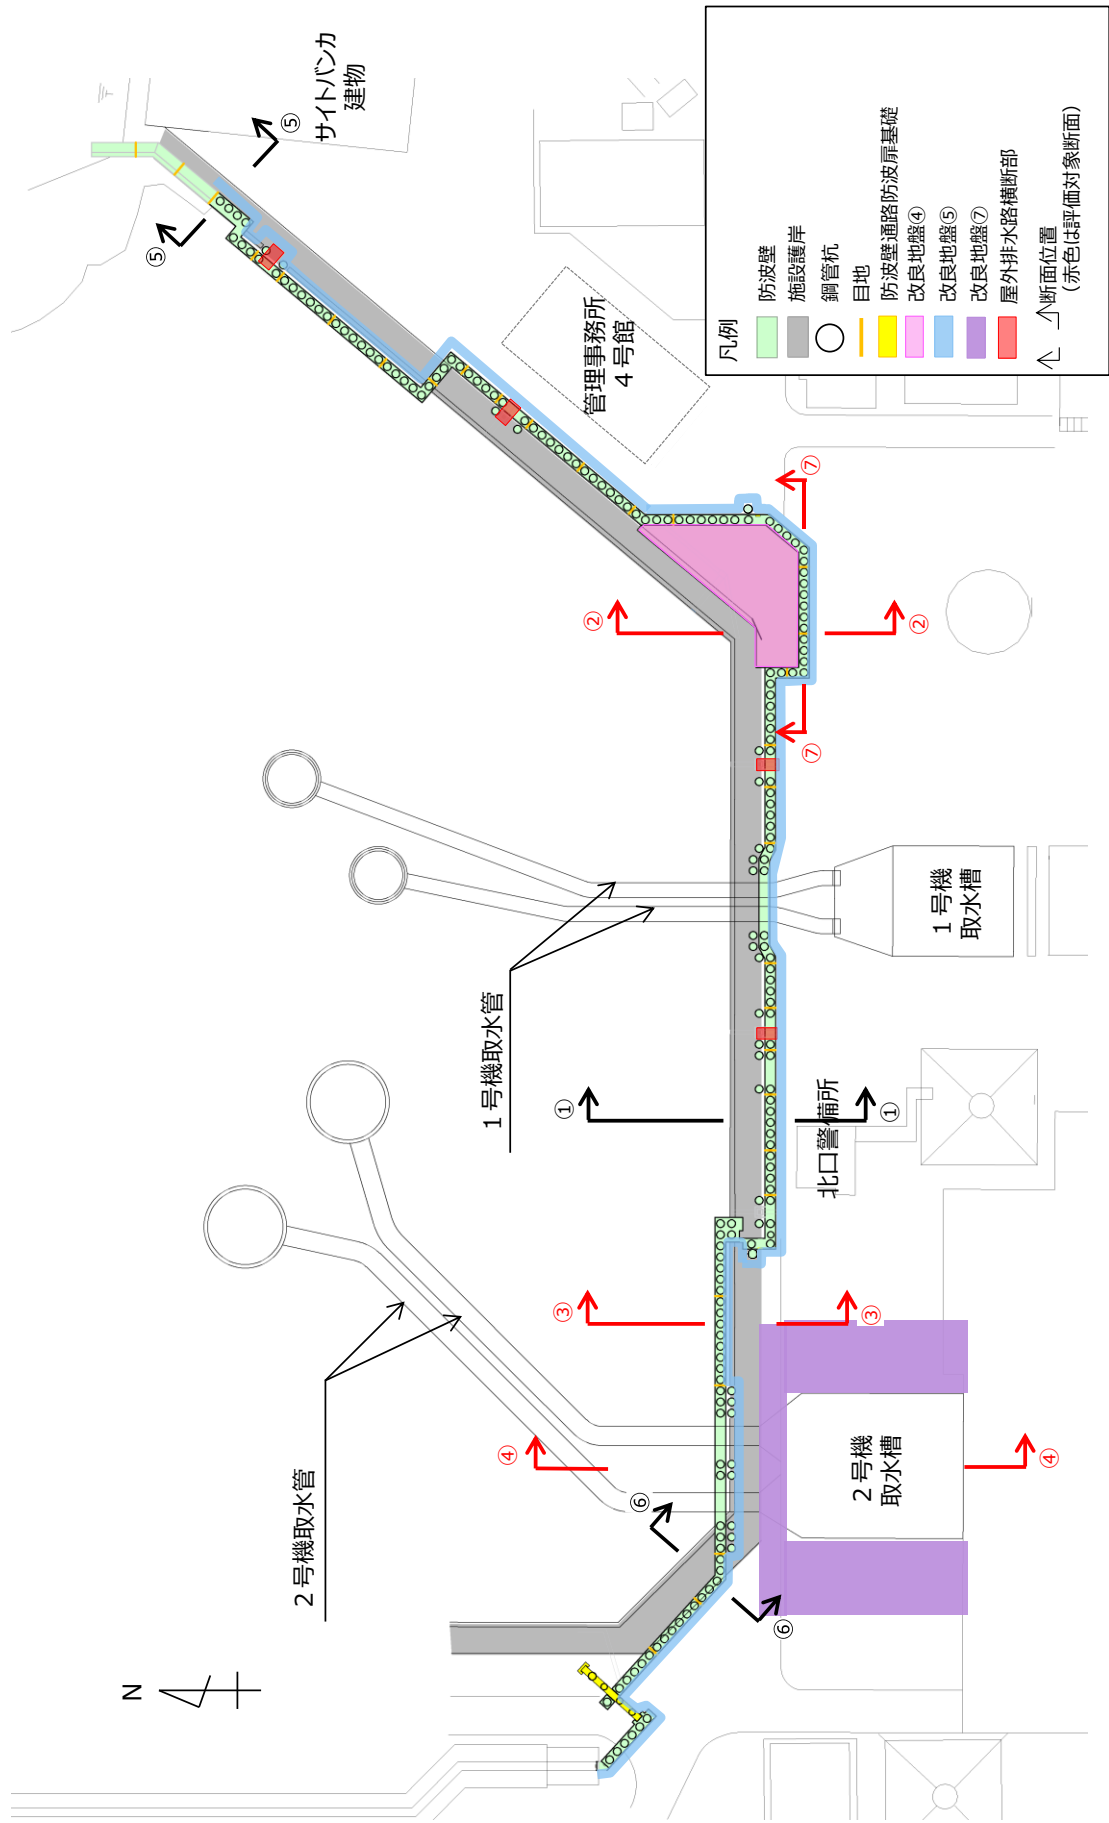 サイトバンカ
建物
⑤
⑤
管理事務所
４号館
凡例
防波壁
施設護岸
鋼管杭
目地
防波壁通路防波扉基礎
改良地盤④
改良地盤⑤
改良地盤⑦
屋外排水路横断部
断面位置
（赤色は評価対象断面）
⑦
⑦
②
②
１号機取水管
１号機
取水槽
①
①
北口警備所
③
③
２号機取水管
④
④
２号機
取水槽
⑥
⑥
N